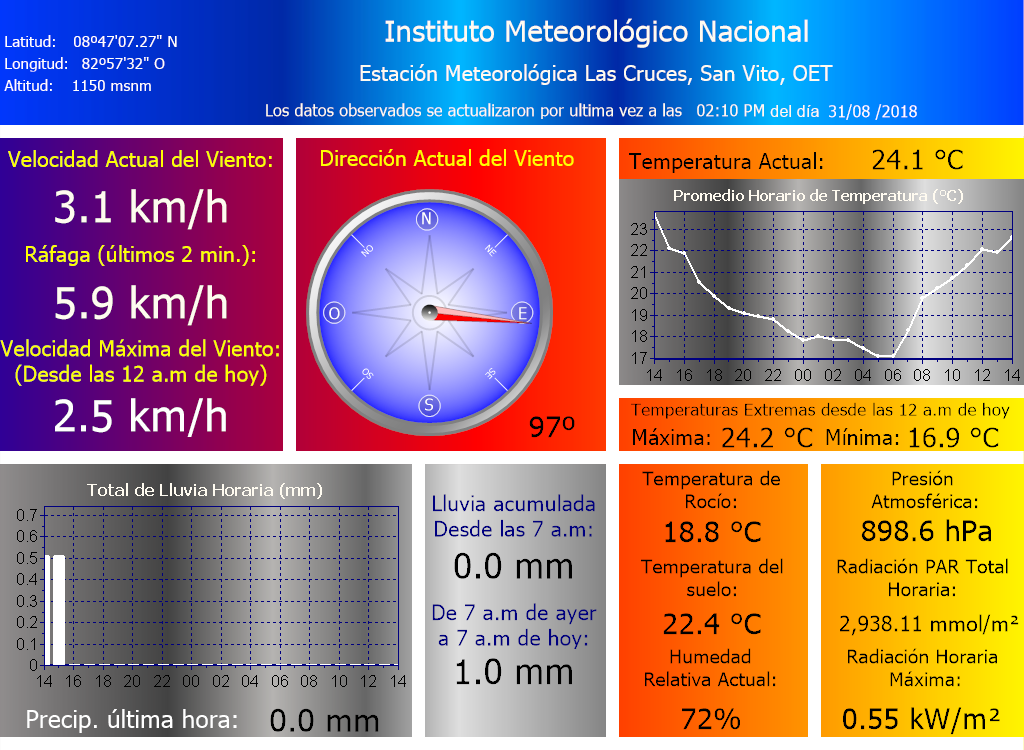 Instituto Meteorológico Nacional
Latitud: 08º47'07.27" N
Longitud: 82º57'32" O
Altitud: 1150 msnm
Estación Meteorológica Las Cruces, San Vito, OET
Los datos observados se actualizaron por ultima vez a las 02:10 PM del día 31/08 /2018
Velocidad Actual del Viento:
3.1 km/h
Ráfaga (últimos 2 min.):
5.9 km/h
Velocidad Máxima del Viento:
(Desde las 12 a.m de hoy)
2.5 km/h
Dirección Actual del Viento
N
NO
NE
O
E
SO
SE
S
97º
Temperatura Actual: 24.1 °C
Promedio Horario de Temperatura (°C)
23
22
21
20
19
18
17
14 16 18 20 22 00 02 04 06 08 10 12 14
Temperaturas Extremas desde las 12 a.m de hoy
Máxima: 24.2 °C Mínima: 16.9 °C
Total de Lluvia Horaria (mm)
0.7
0.6
0.5
0.4
0.3
0.2
0.1
0
14 16 18 20 22 00 02 04 06 08 10 12 14
Precip. última hora: 0.0 mm
Lluvia acumulada
Desde las 7 a.m:
0.0 mm
De 7 a.m de ayer
a 7 a.m de hoy:
1.0 mm
Temperatura de
Rocío:
18.8 °C
Temperatura del
suelo:
22.4 °C
Humedad
Relativa Actual:
72%
Presión
Atmosférica:
898.6 hPa
Radiación PAR Total
Horaria:
2,938.11 mmol/m²
Radiación Horaria
Máxima:
0.55 kW/m²